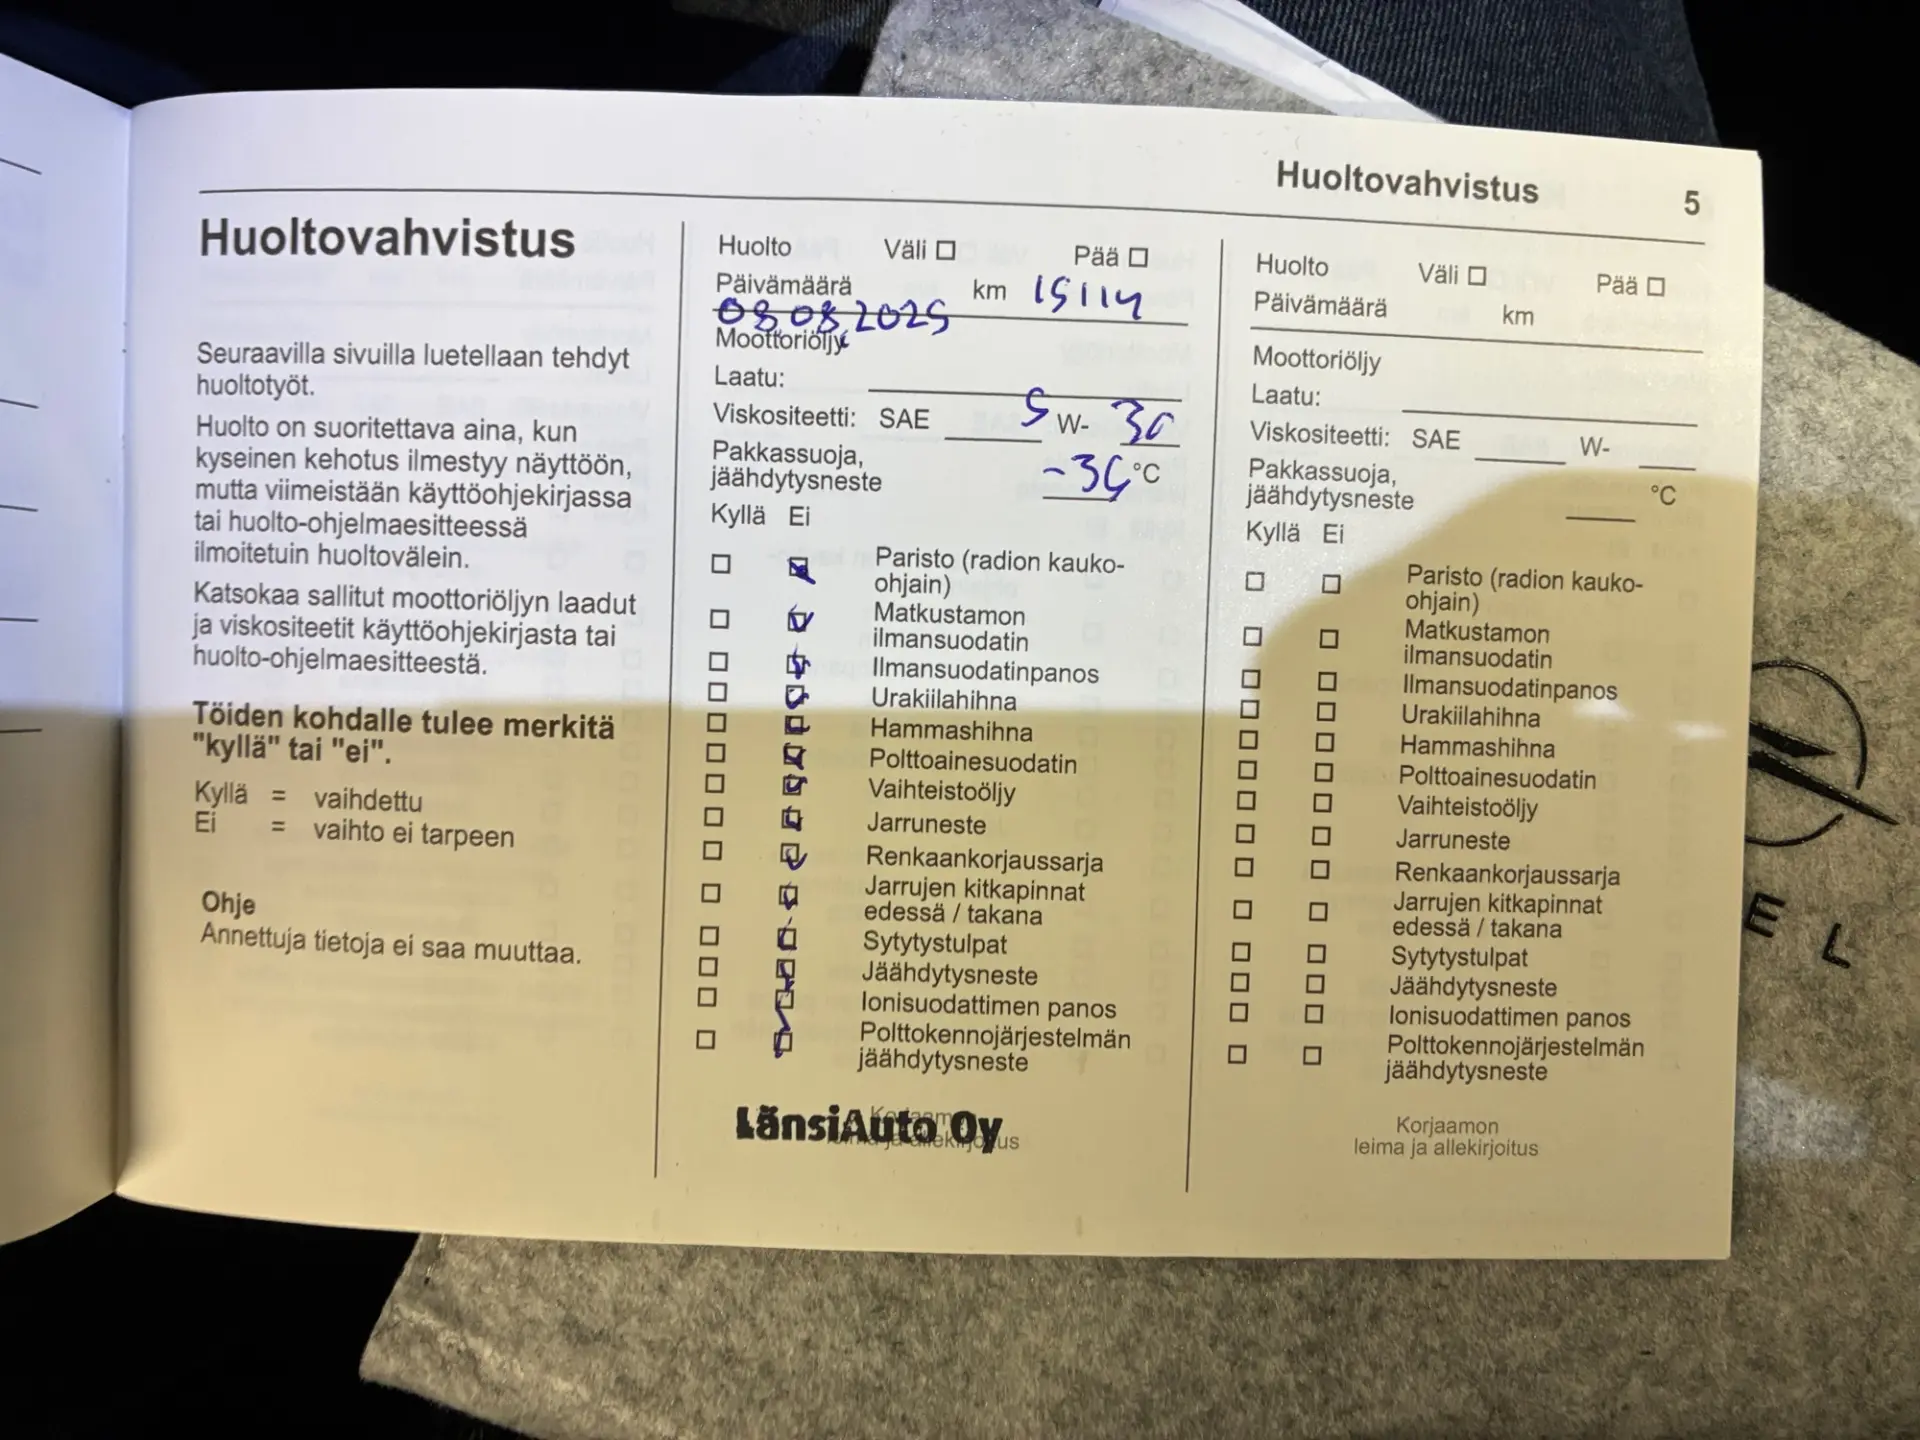 Huoltovahvistus 5
Huoltovahvistus
Seuraavilla sivuilla luetellaan tehdyt
huoltotyöt.
Huolto on suoritettava aina, kun
kyseinen kehotus ilmestyy näyttöön,
mutta viimeistään käyttöohjekirjassa
tai huolto-ohjelmaesitteessä
ilmoitetuin huoltovälein.
Katsokaa sallitut moottoriöljyn laadut
ja viskositeetit käyttöohjekirjasta tai
huolto-ohjelmaesitteestä.
Töiden kohdalle tulee merkitä
"kyllä" tai "ei".
Kyllä = vaihdettu
Ei = vaihto ei tarpeen
Ohje
Annettuja tietoja ei saa muuttaa.
Huolto Väli Pää
Päivämäärä km 15114
08.08.2025
Moottoriöljy
Laatu:
Viskositeetti: SAE 5 W- 30
Pakkassuoja,
jäähdytysneste -35 °C
Kyllä Ei
Paristo (radion kauko-
ohjain)
Matkustamon
ilmansuodatin
Ilmansuodatinpanos
Urakiilahihna
Hammashihna
Polttoainesuodatin
Vaihteistoöljy
Jarruneste
Renkaankorjaussarja
Jarrujen kitkapinnat
edessä / takana
Sytytystulpat
Jäähdytysneste
Ionisuodattimen panos
Polttokennojärjestelmän
jäähdytysneste
Korjaamon
LänsiAuto Oy
leima ja allekirjoitus
Huolto Väli Pää
Päivämäärä km
Moottoriöljy
Laatu:
Viskositeetti: SAE W-
Pakkassuoja,
jäähdytysneste °C
Kyllä Ei
Paristo (radion kauko-
ohjain)
Matkustamon
ilmansuodatin
Ilmansuodatinpanos
Urakiilahihna
Hammashihna
Polttoainesuodatin
Vaihteistoöljy
Jarruneste
Renkaankorjaussarja
Jarrujen kitkapinnat
edessä / takana
Sytytystulpat
Jäähdytysneste
Ionisuodattimen panos
Polttokennojärjestelmän
jäähdytysneste
Korjaamon
leima ja allekirjoitus
EL